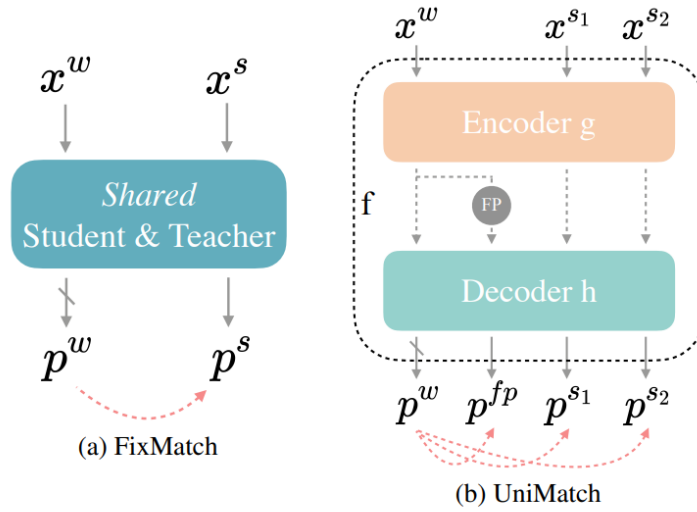 x^w x^s
Shared
Student & Teacher
p^w p^s
(a) FixMatch
x^w x^{s_1} x^{s_2}
Encoder g
f
FP
Decoder h
p^w p^{fp} p^{s_1} p^{s_2}
(b) UniMatch